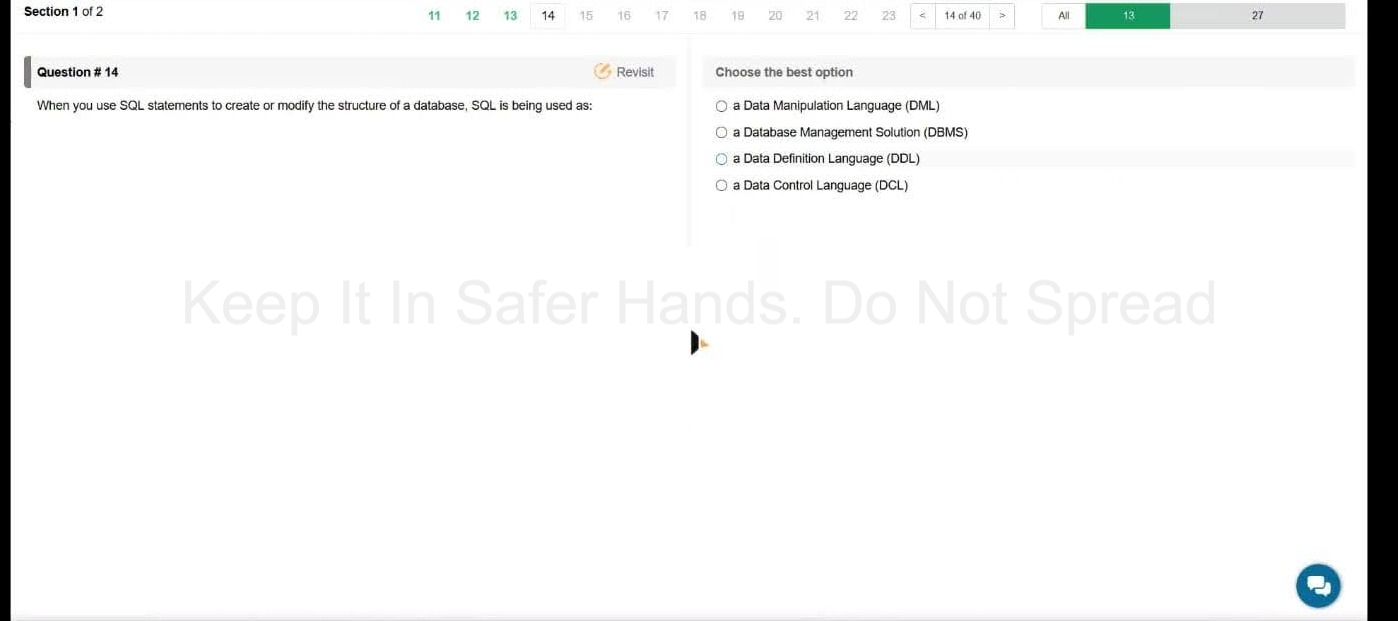 Section 1 of 2
11 12 13 14 15 16 17 18 19 20 21 22 23 < 14 of 40 > All 13 27
Question # 14
Revisit
When you use SQL statements to create or modify the structure of a database, SQL is being used as:
Choose the best option
a Data Manipulation Language (DML)
a Database Management Solution (DBMS)
a Data Definition Language (DDL)
a Data Control Language (DCL)
Keep It In Safer Hands. Do Not Spread